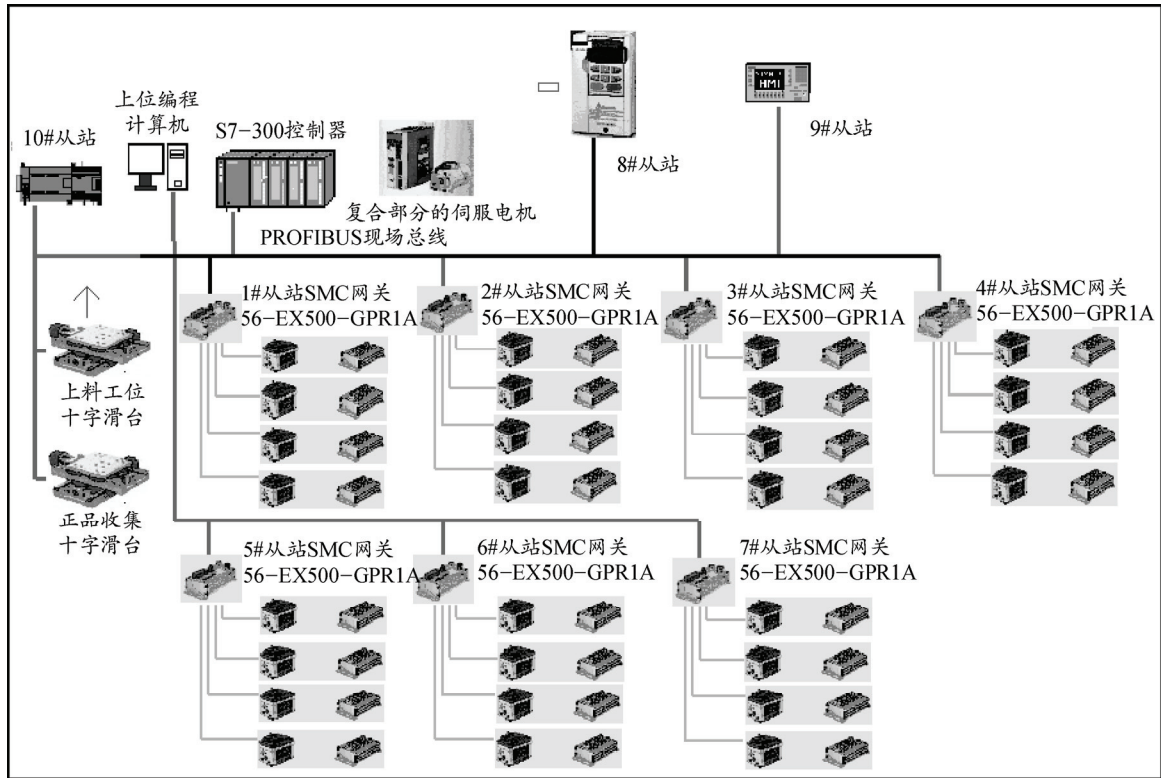 上位编程
计算机
10#从站
S7-300控制器
8#从站
HMI
9#从站
复合部分的伺服电机
PROFIBUS现场总线
1#从站SMC网关
56-EX500-GPR1A
2#从站SMC网关
56-EX500-GPR1A
3#从站SMC网关
56-EX500-GPR1A
4#从站SMC网关
56-EX500-GPR1A
上料工位
十字滑台
正品收集
十字滑台
5#从站SMC网关
56-EX500-GPR1A
6#从站SMC网关
56-EX500-GPR1A
7#从站SMC网关
56-EX500-GPR1A